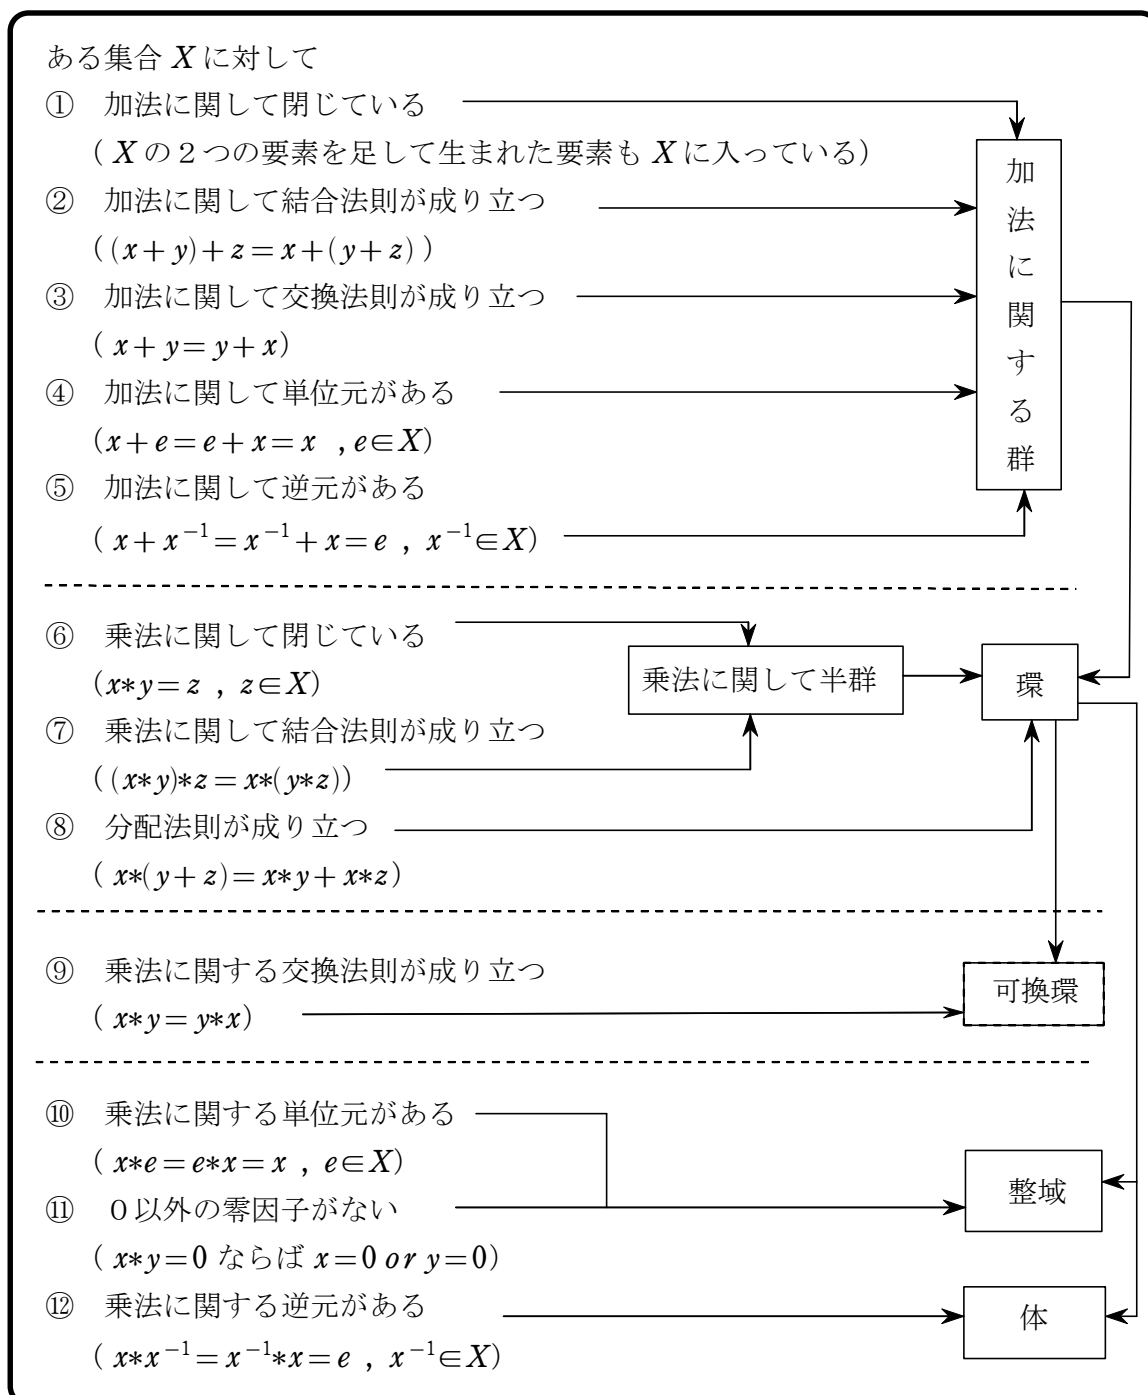 ある集合 X に対して
① 加法に関して閉じている
( X の２つの要素を足して生まれた要素も X に入っている)
② 加法に関して結合法則が成り立つ
((x+y)+z=x+(y+z))
③ 加法に関して交換法則が成り立つ
(x+y=y+x)
④ 加法に関して単位元がある
(x+e=e+x=x , e∈X)
⑤ 加法に関して逆元がある
(x+x⁻¹=x⁻¹+x=e , x⁻¹∈X)
加法に関する群
⑥ 乗法に関して閉じている
(x*y=z , z∈X)
乗法に関して半群
環
⑦ 乗法に関して結合法則が成り立つ
((x*y)*z=x*(y*z))
⑧ 分配法則が成り立つ
(x*(y+z)=x*y+x*z)
⑨ 乗法に関する交換法則が成り立つ
(x*y=y*x)
可換環
⑩ 乗法に関する単位元がある
(x*e=e*x=x , e∈X)
⑪ ０以外の零因子がない
(x*y=0 ならば x=0 or y=0)
整域
⑫ 乗法に関する逆元がある
(x*x⁻¹=x⁻¹*x=e , x⁻¹∈X)
体